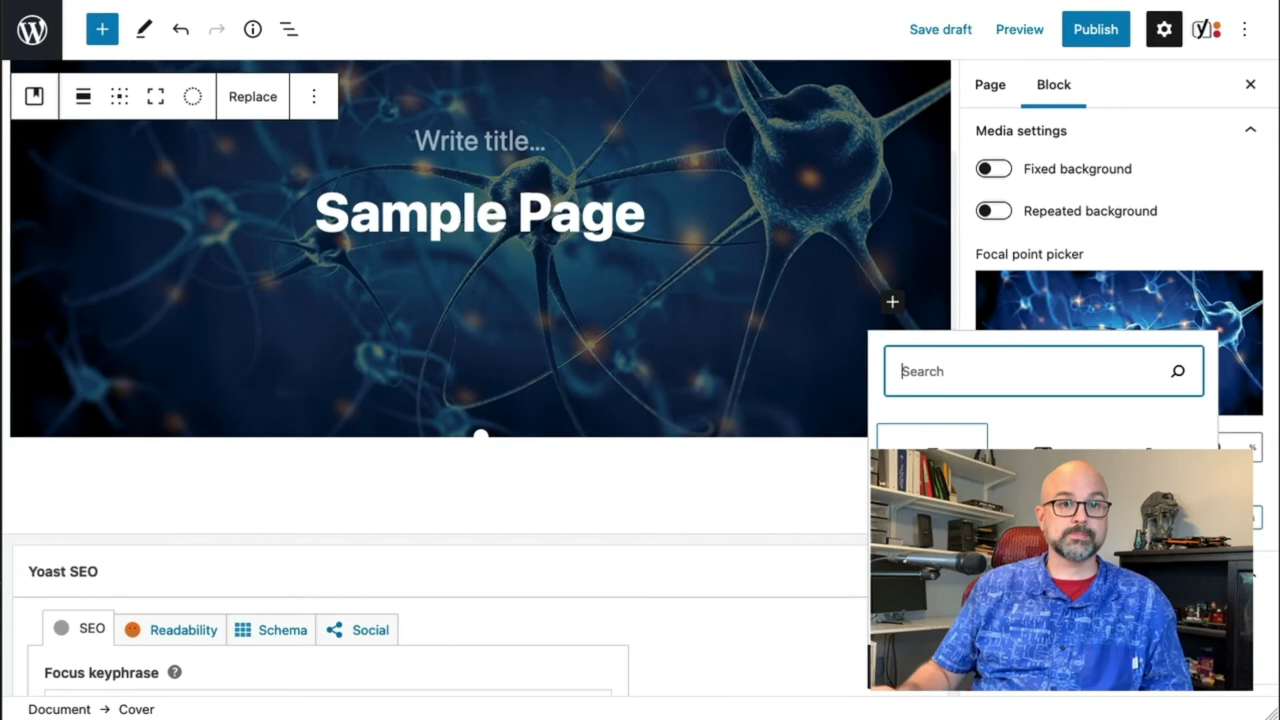 Save draft
Preview
Publish
Replace
Page
Block
Write title...
Media settings
Sample Page
Fixed background
Repeated background
Focal point picker
Search
%
Yoast SEO
SEO
Readability
Schema
Social
Focus keyphrase
Document → Cover